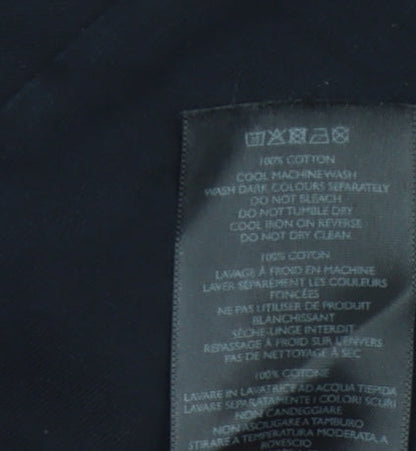 100% COTTON
COOL MACHINE WASH
WASH DARK COLOURS SEPARATELY
DO NOT BLEACH
DO NOT TUMBLE DRY
COOL IRON ON REVERSE
DO NOT DRY CLEAN
100% COTON
LAVAGE À FROID EN MACHINE
LAVER SÉPARÉMENT LES COULEURS
FONCÉES
NE PAS UTILISER DE PRODUIT
BLANCHISSANT
SÈCHE-LINGE INTERDIT
REPASSAGE À FROID SUR L'ENVERS
PAS DE NETTOYAGE À SEC
100% COTONE
LAVARE IN LAVATRICE AD ACQUA TIEPIDA
LAVARE SEPARATAMENTE I COLORI SCURI
NON CANDEGGIARE
NON ASCIUGARE A TAMBURO
STIRARE A TEMPERATURA MODERATA, A
ROVESCIO